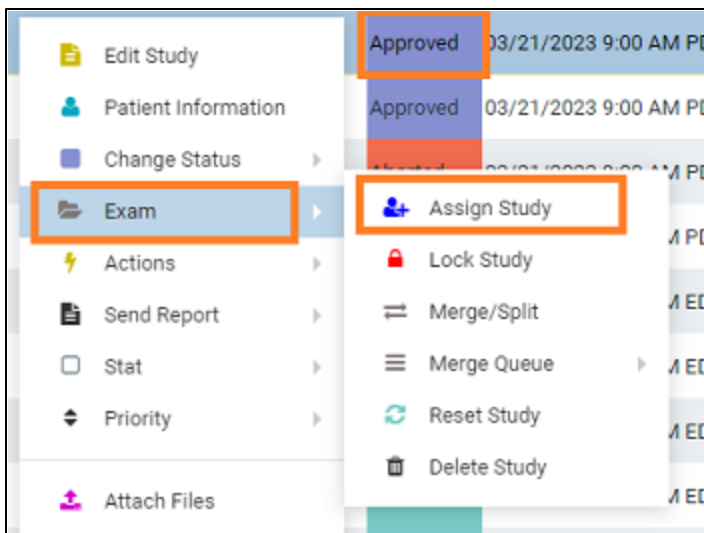 Approved 03/21/2023 9:00 AM
Edit Study
Patient Information
Approved 03/21/2023 9:00 AM
Change Status
Exam
Assign Study
Actions
Lock Study
Send Report
Merge/Split
Stat
Merge Queue
Priority
Reset Study
Delete Study
Attach Files